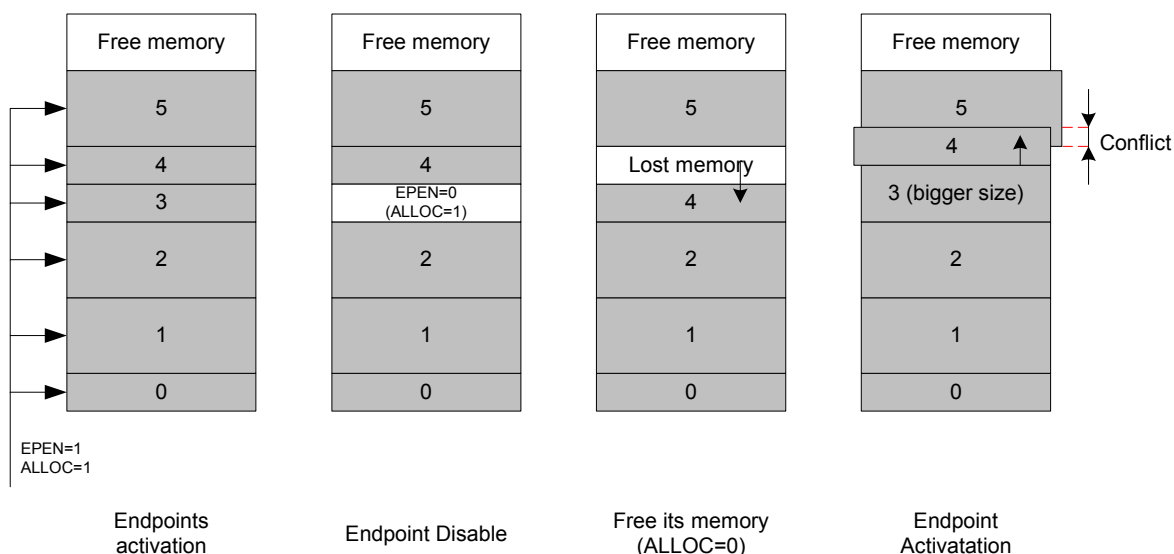 Free memory
5
4
3
2
1
0
EPEN=1
ALLOC=1
Endpoints
activation
Free memory
5
4
EPEN=0
(ALLOC=1)
2
1
0
Endpoint Disable
Free memory
5
Lost memory
4
2
1
0
Free its memory
(ALLOC=0)
Free memory
5
4
Conflict
3 (bigger size)
2
1
0
Endpoint
Activatation